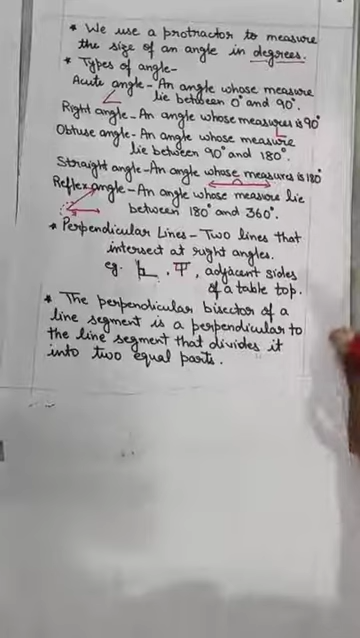 * We use a protractor to measure
the size of an angle in degrees.
* Types of angle-
Acute angle - An angle whose measure
lie between 0° and 90°.
Right angle - An angle whose measures is 90°
Obtuse angle - An angle whose measure
lie between 90° and 180°.
Straight angle - An angle whose measures is 180°
Reflex angle - An angle whose measure lie
between 180° and 360°.
* Perpendicular Lines - Two lines that
intersect at right angles.
eg. , , adjacent sides
of a table top.
* The perpendicular bisector of a
line segment is a perpendicular to
the line segment that divides it
into two equal parts.